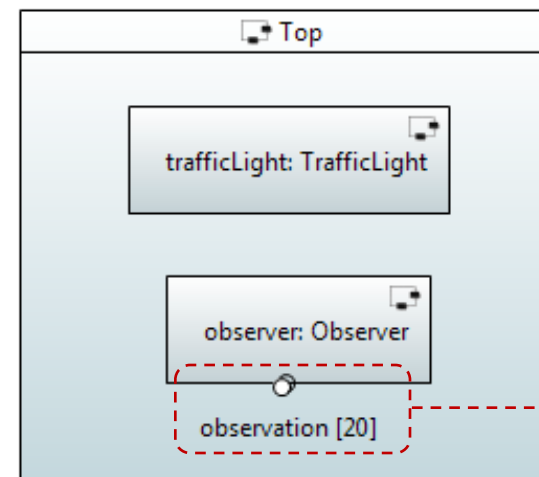 Top
trafficLight: TrafficLight
observer: Observer
observation [20]